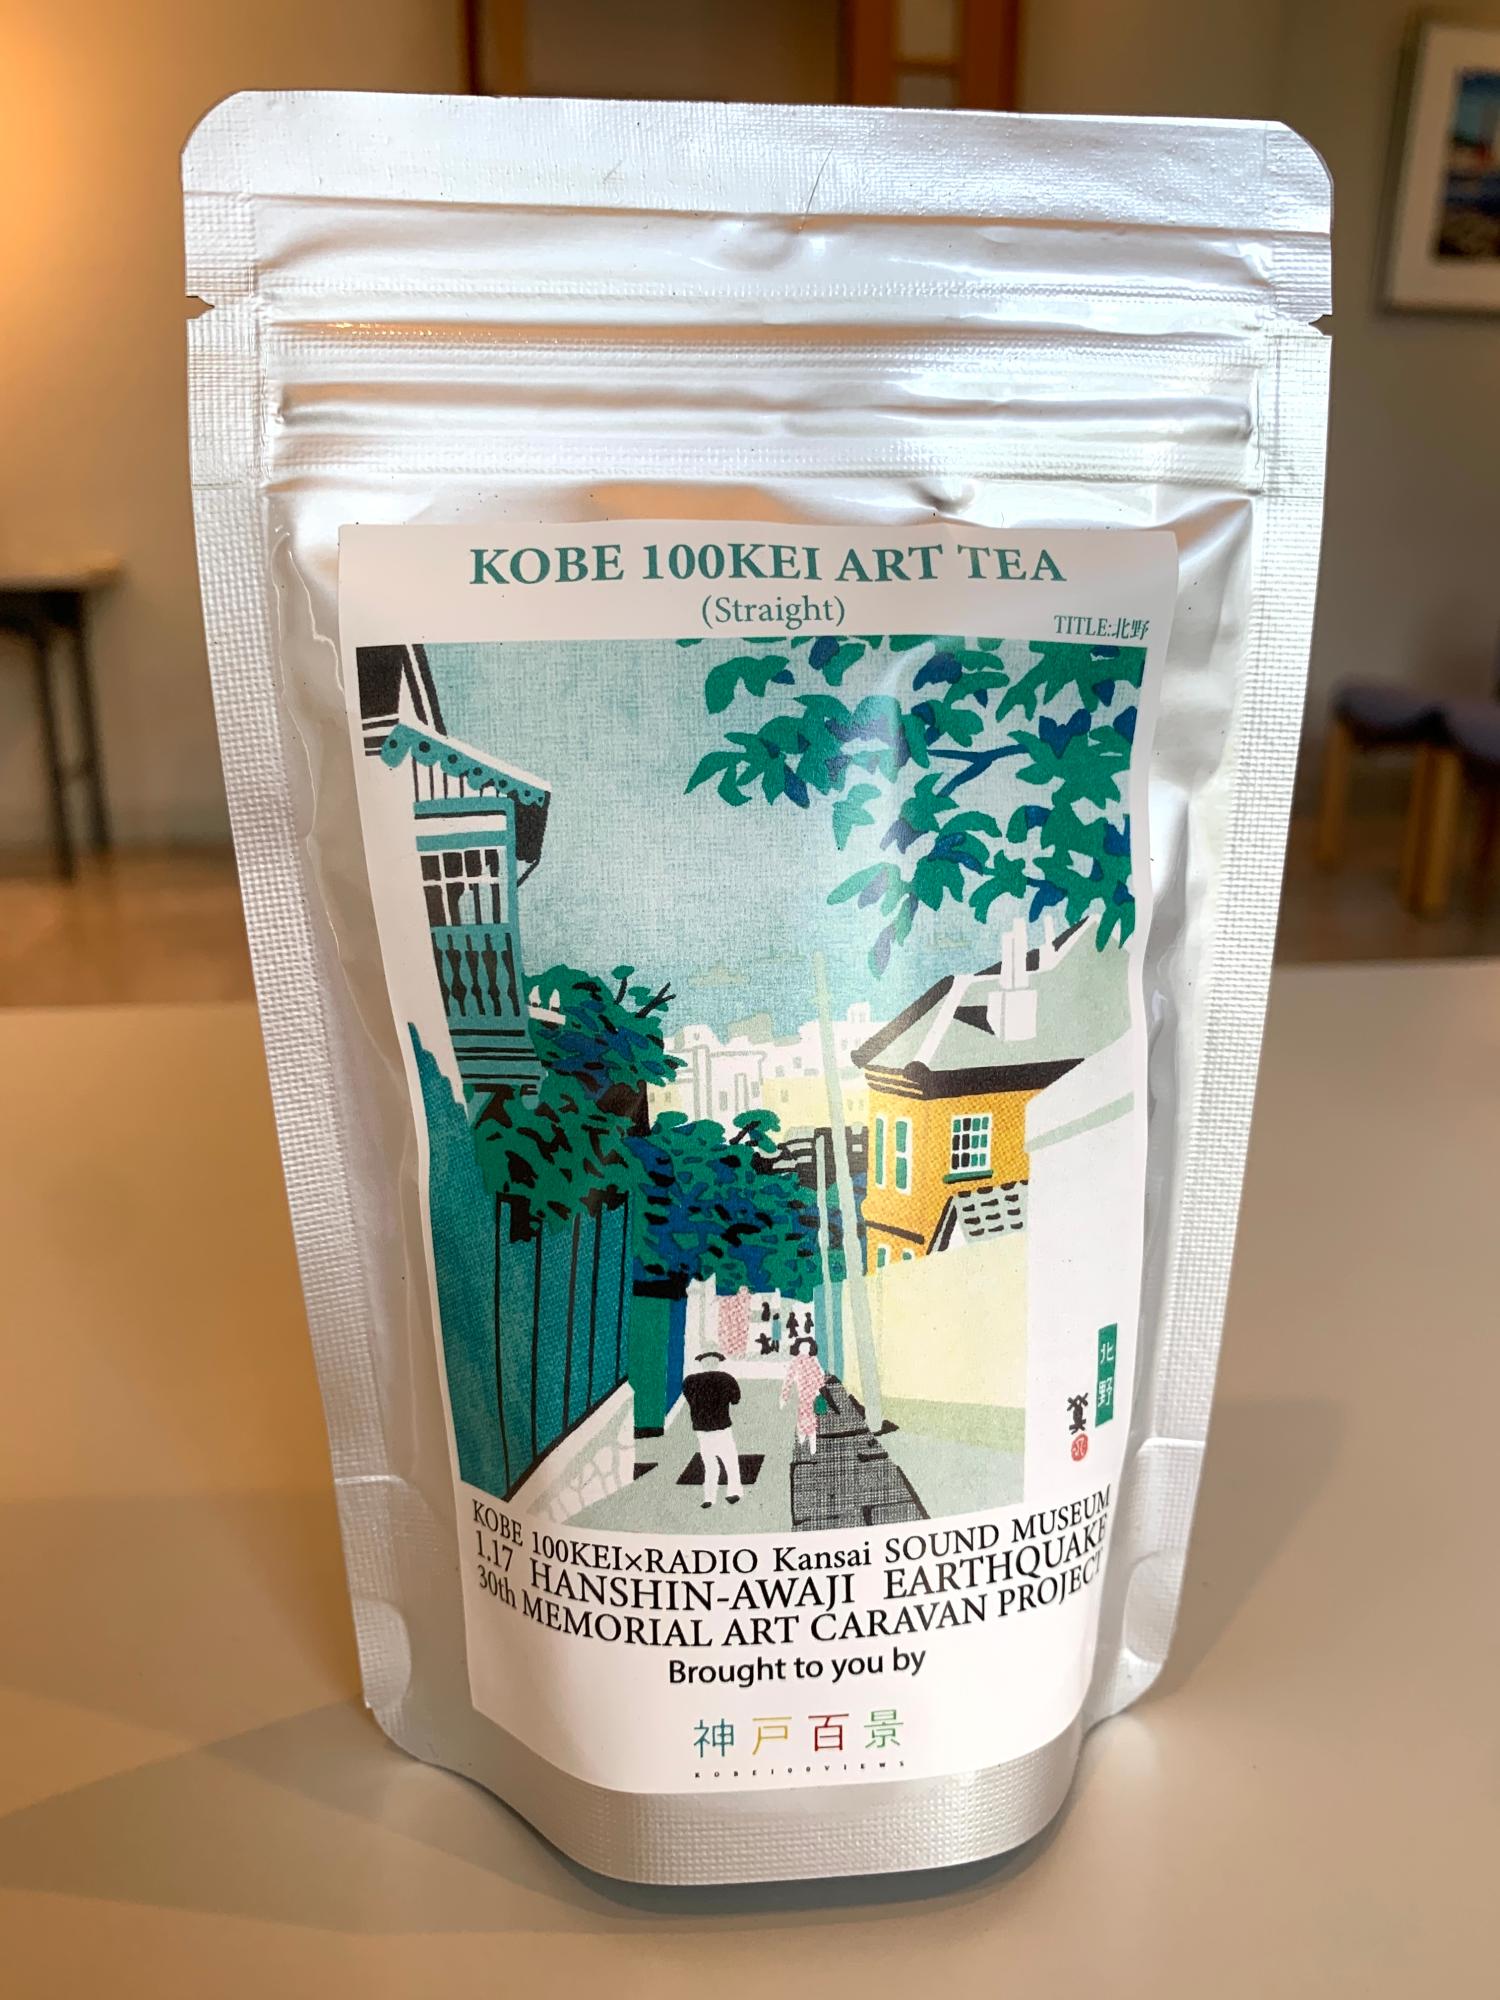 KOBE 100KEI ART TEA
(Straight)
TITLE:北野
北野
KOBE 100KEI×RADIO Kansai SOUND MUSEUM
1.17 HANSHIN-AWAJI EARTHQUAKE
30th MEMORIAL ART CARAVAN PROJECT
Brought to you by
神戸百景
KOBE100VIEWS